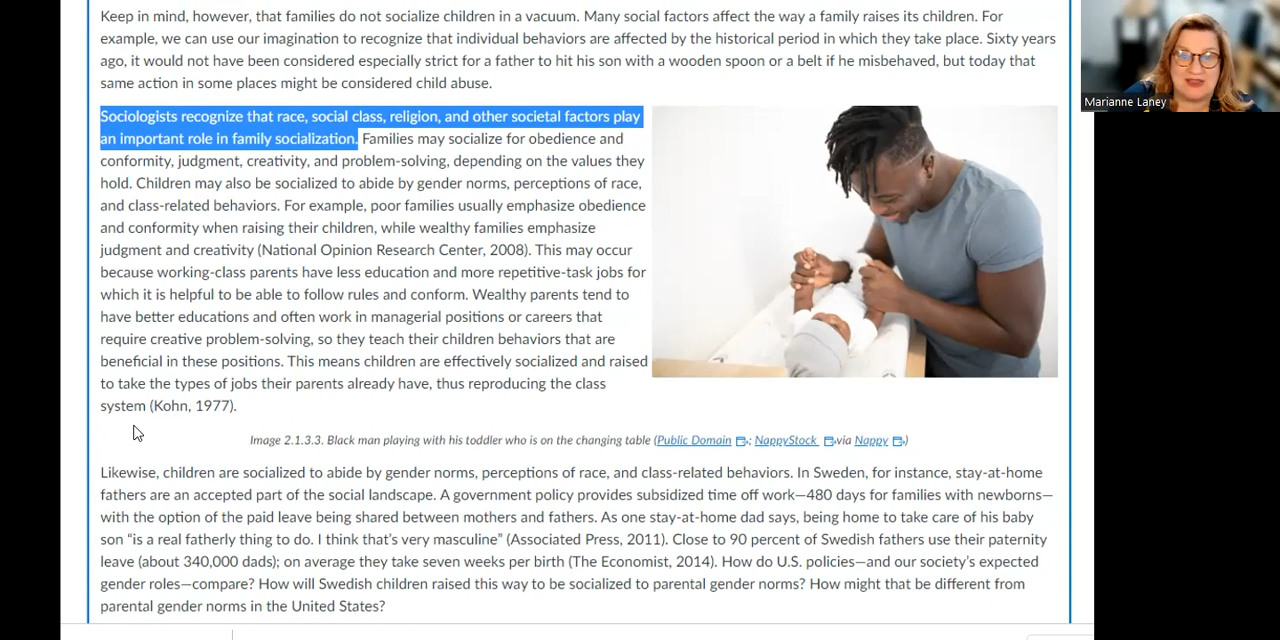 Keep in mind, however, that families do not socialize children in a vacuum. Many social factors affect the way a family raises its children. For
example, we can use our imagination to recognize that individual behaviors are affected by the historical period in which they take place. Sixty years
ago, it would not have been considered especially strict for a father to hit his son with a wooden spoon or a belt if he misbehaved, but today that
same action in some places might be considered child abuse.
Marianne Laney
Sociologists recognize that race, social class, religion, and other societal factors play
an important role in family socialization. Families may socialize for obedience and
conformity, judgment, creativity, and problem-solving, depending on the values they
hold. Children may also be socialized to abide by gender norms, perceptions of race,
and class-related behaviors. For example, poor families usually emphasize obedience
and conformity when raising their children, while wealthy families emphasize
judgment and creativity (National Opinion Research Center, 2008). This may occur
because working-class parents have less education and more repetitive-task jobs for
which it is helpful to be able to follow rules and conform. Wealthy parents tend to
have better educations and often work in managerial positions or careers that
require creative problem-solving, so they teach their children behaviors that are
beneficial in these positions. This means children are effectively socialized and raised
to take the types of jobs their parents already have, thus reproducing the class
system (Kohn, 1977).
Image 2.1.3.3. Black man playing with his toddler who is on the changing table (Public Domain ; NappyStock via Nappy )
Likewise, children are socialized to abide by gender norms, perceptions of race, and class-related behaviors. In Sweden, for instance, stay-at-home
fathers are an accepted part of the social landscape. A government policy provides subsidized time off work—480 days for families with newborns—
with the option of the paid leave being shared between mothers and fathers. As one stay-at-home dad says, being home to take care of his baby
son “is a real fatherly thing to do. I think that’s very masculine” (Associated Press, 2011). Close to 90 percent of Swedish fathers use their paternity
leave (about 340,000 dads); on average they take seven weeks per birth (The Economist, 2014). How do U.S. policies—and our society’s expected
gender roles—compare? How will Swedish children raised this way to be socialized to parental gender norms? How might that be different from
parental gender norms in the United States?